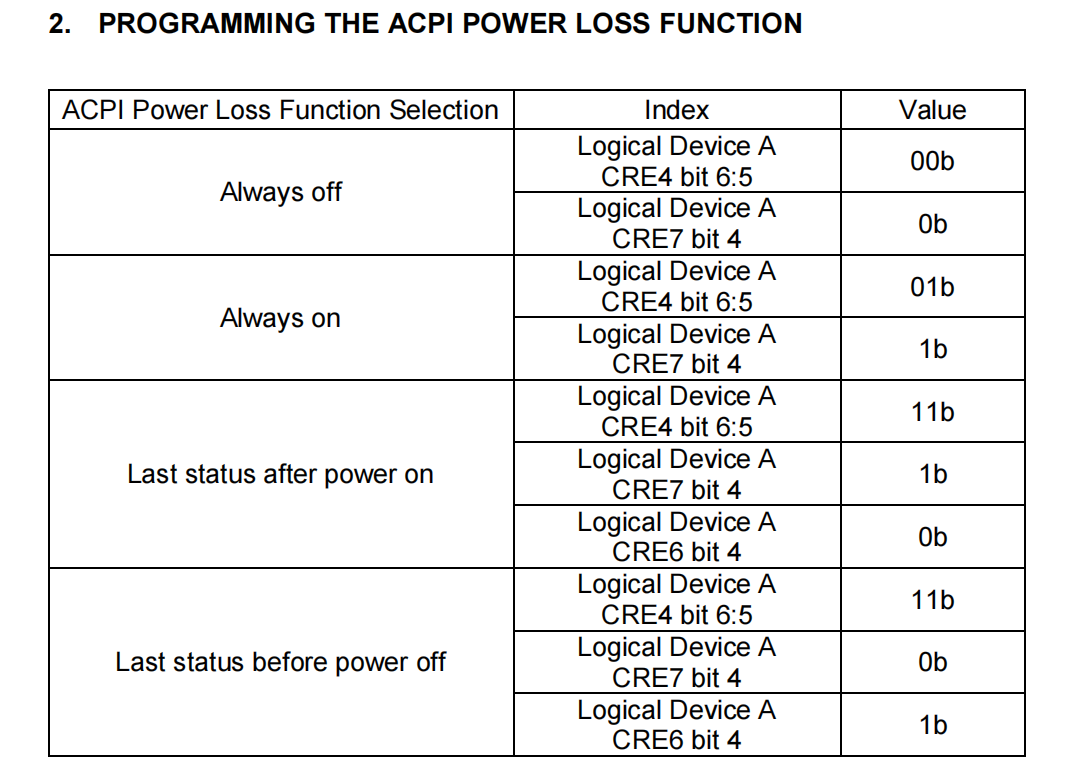 2. PROGRAMMING THE ACPI POWER LOSS FUNCTION
ACPI Power Loss Function Selection Index Value
Always off
Logical Device A
CRE4 bit 6:5
00b
Logical Device A
CRE7 bit 4
0b
Always on
Logical Device A
CRE4 bit 6:5
01b
Logical Device A
CRE7 bit 4
1b
Last status after power on
Logical Device A
CRE4 bit 6:5
11b
Logical Device A
CRE7 bit 4
1b
Logical Device A
CRE6 bit 4
0b
Last status before power off
Logical Device A
CRE4 bit 6:5
11b
Logical Device A
CRE7 bit 4
0b
Logical Device A
CRE6 bit 4
1b